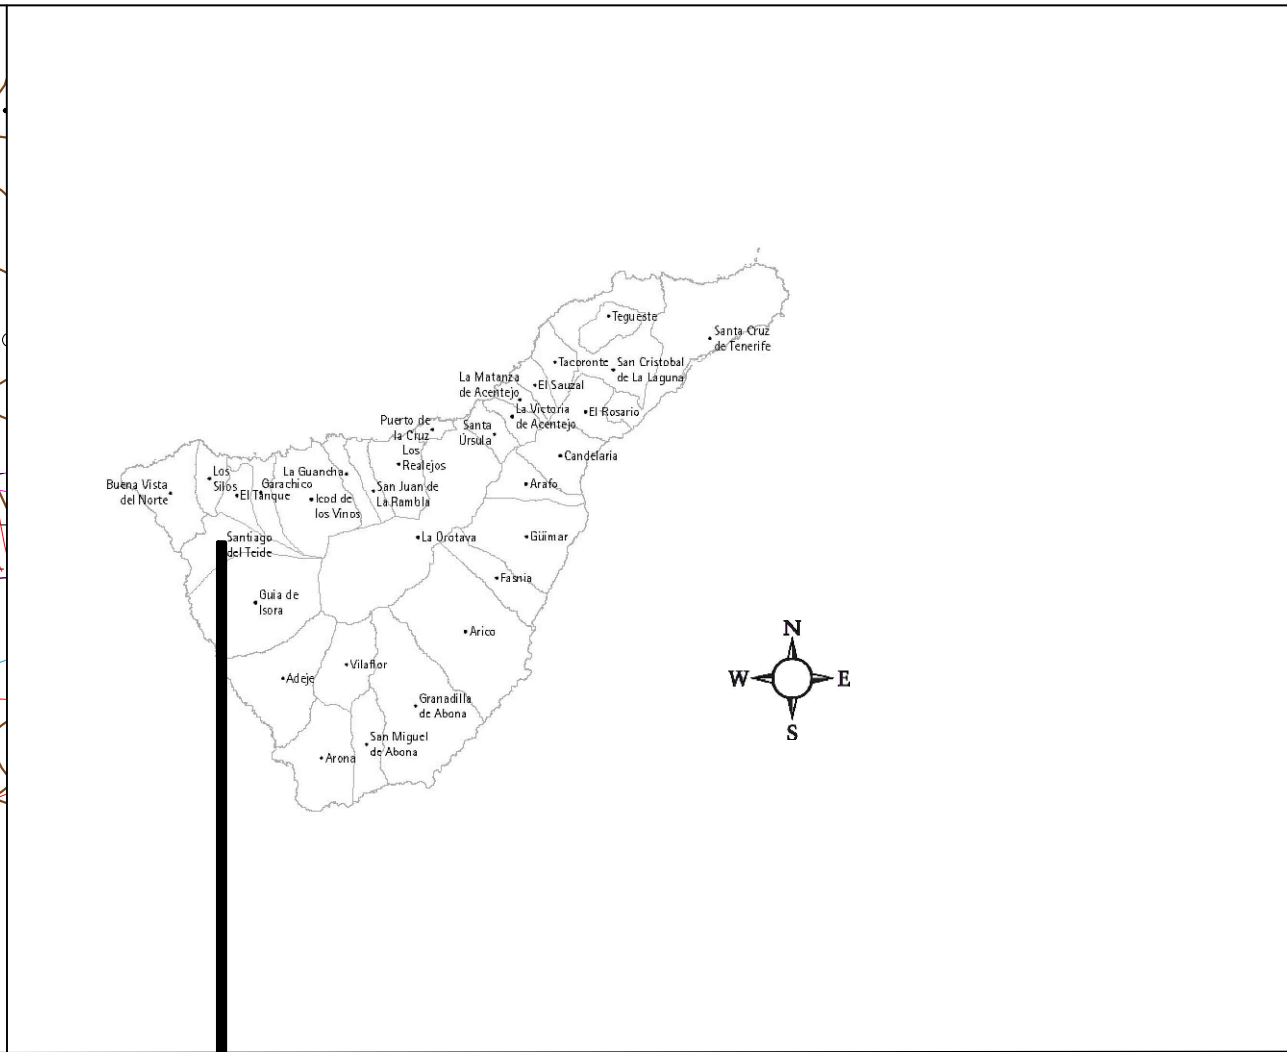 Tegueste
Santa Cruz
de Tenerife
Tacoronte
San Cristobal
de La Laguna
La Matanza
de Acentejo
El Sauzal
La Victoria
de Acentejo
El Rosario
Puerto de
la Cruz
Santa
Úrsula
Candelaria
Los
Realejos
La Guancha
Los
Silos
Garachico
El Tanque
Buena Vista
del Norte
Icod de
los Vinos
San Juan de
La Rambla
Arafo
Santiago
del Teide
La Orotava
Güimar
Fasnia
Guia de
Isora
Arico
Vilaflor
Adeje
Granadilla
de Abona
San Miguel
de Abona
Arona
N
W
E
S